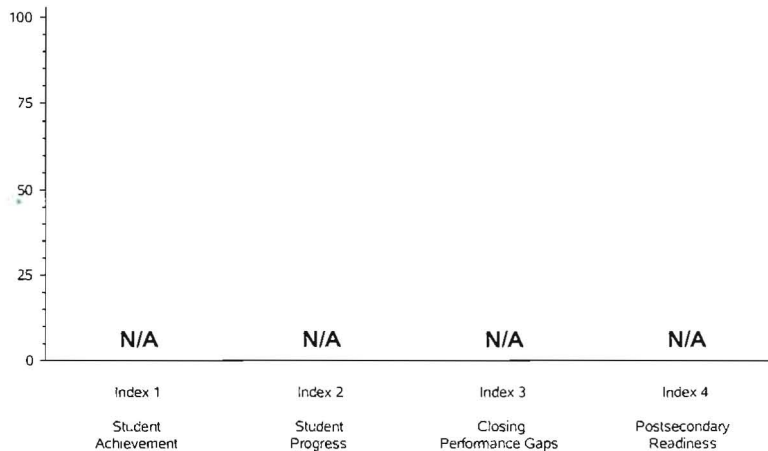 100
75
50
25
0
N/A N/A N/A N/A
Index 1 Index 2 Index 3 Index 4
Student Student Closing Postsecondary
Achievement Progress Performance Gaps Readiness